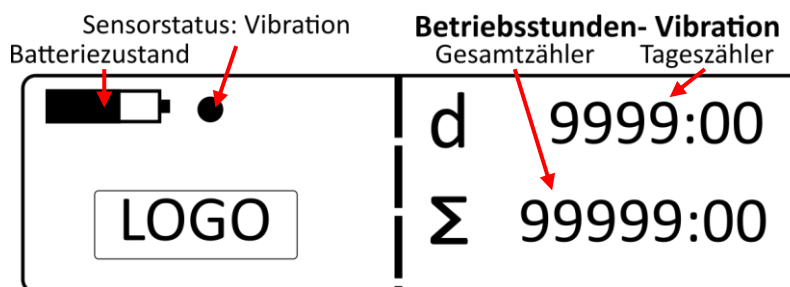 Sensorstatus: Vibration
Batteriezustand
Betriebsstunden- Vibration
Gesamtzähler Tageszähler
d 9999:00
LOGO
Σ 99999:00